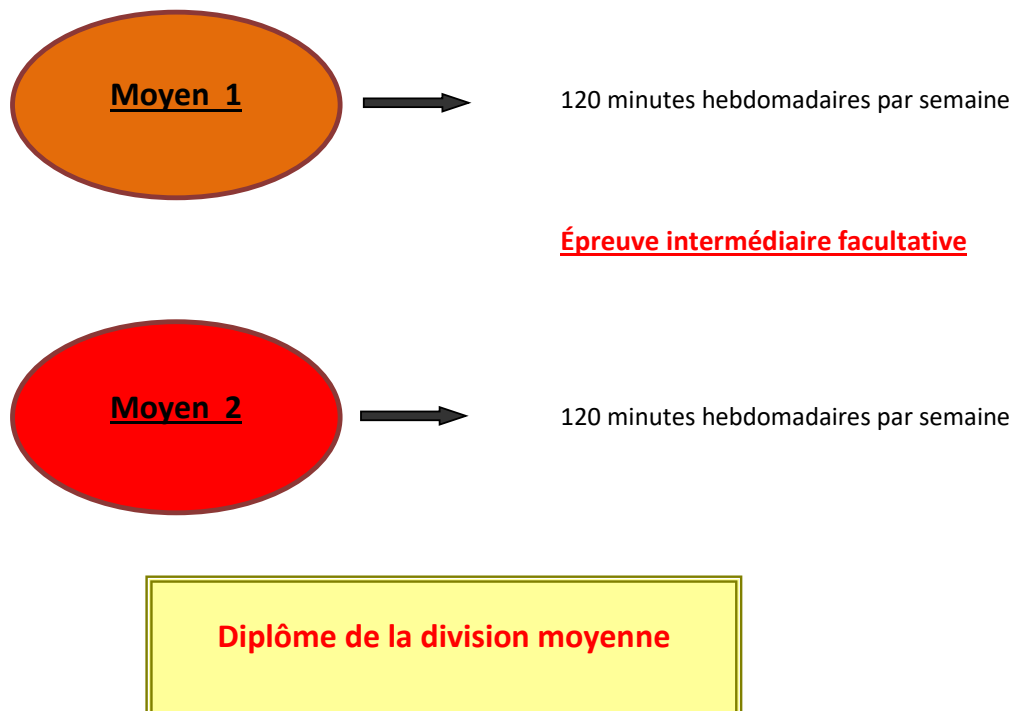 Moyen 1
120 minutes hebdomadaires par semaine
Épreuve intermédiaire facultative
Moyen 2
120 minutes hebdomadaires par semaine
Diplôme de la division moyenne